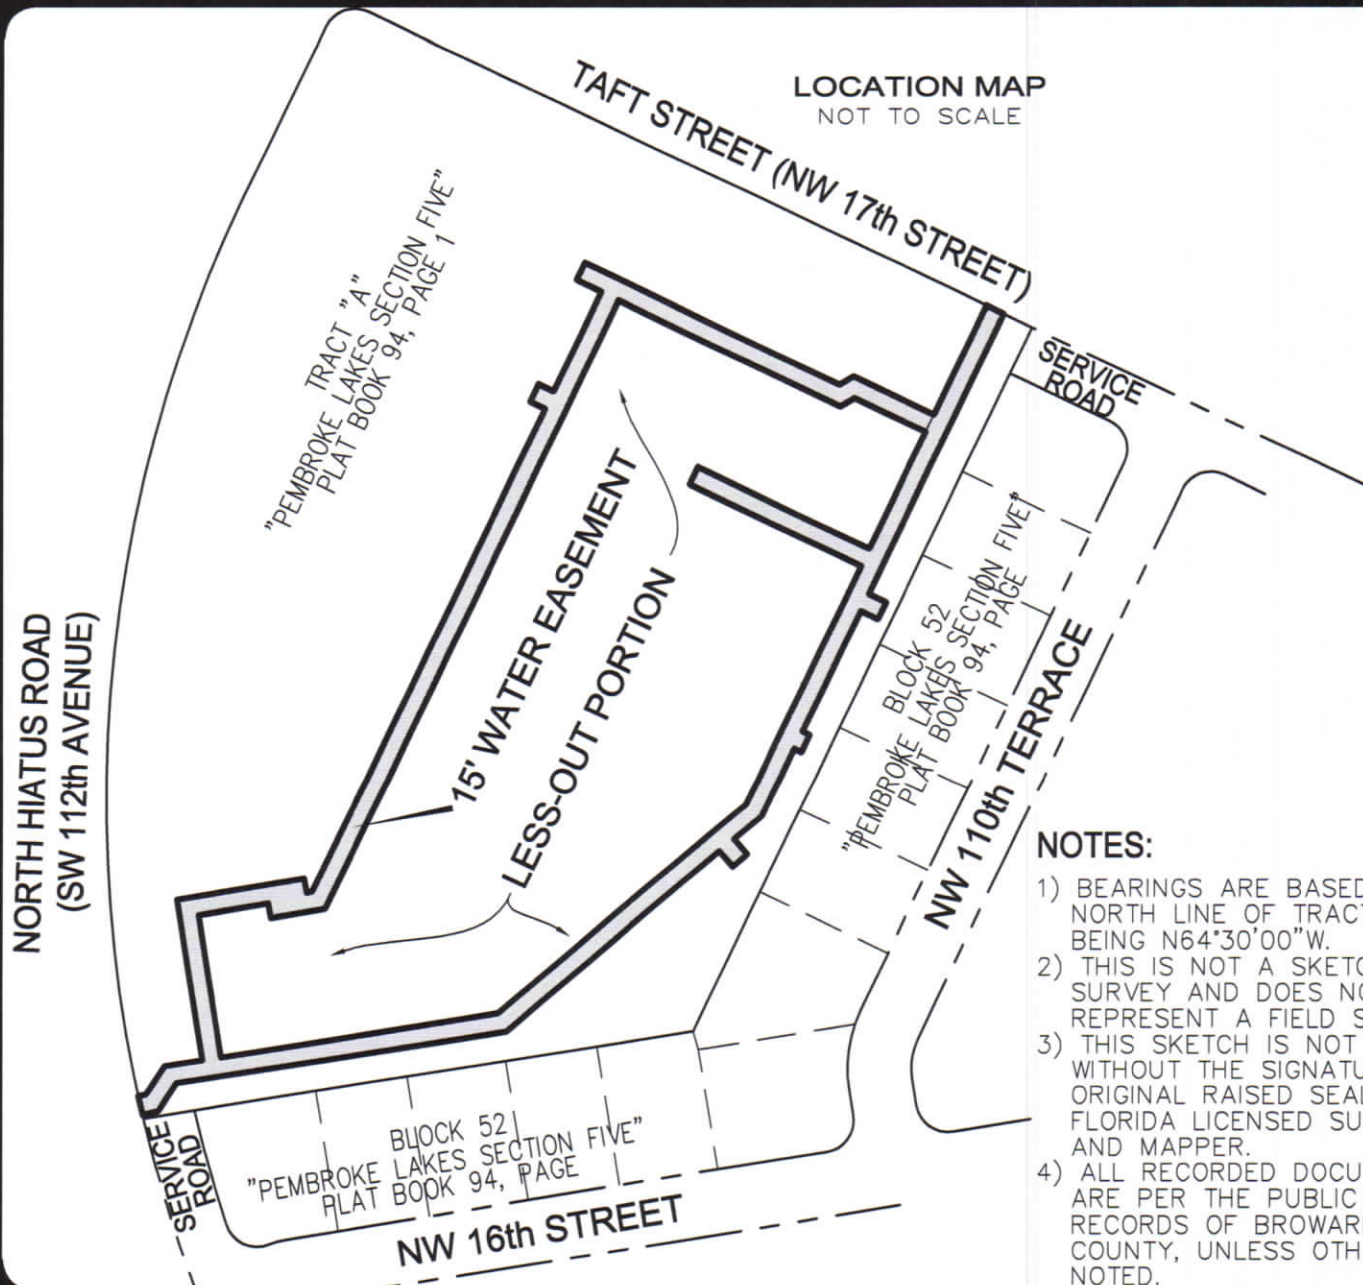 LOCATION MAP
NOT TO SCALE
TAFT STREET (NW 17th STREET)
TRACT "A"
"PEMBROKE LAKES SECTION FIVE"
PLAT BOOK 94, PAGE 1
SERVICE
ROAD
15' WATER EASEMENT
LESS-OUT PORTION
BLOCK 52
"PEMBROKE LAKES SECTION FIVE"
PLAT BOOK 94, PAGE
NW 110th TERRACE
NORTH HIATUS ROAD
(SW 112th AVENUE)
NOTES:
1) BEARINGS ARE BASED
NORTH LINE OF TRACT
BEING N64°30'00"W.
2) THIS IS NOT A SKETC
SURVEY AND DOES NO
REPRESENT A FIELD S
3) THIS SKETCH IS NOT
WITHOUT THE SIGNATU
ORIGINAL RAISED SEAL
FLORIDA LICENSED SU
AND MAPPER.
4) ALL RECORDED DOCU
ARE PER THE PUBLIC
RECORDS OF BROWARD
COUNTY, UNLESS OTH
NOTED.
SERVICE
ROAD
BLOCK 52
"PEMBROKE LAKES SECTION FIVE"
PLAT BOOK 94, PAGE
NW 16th STREET